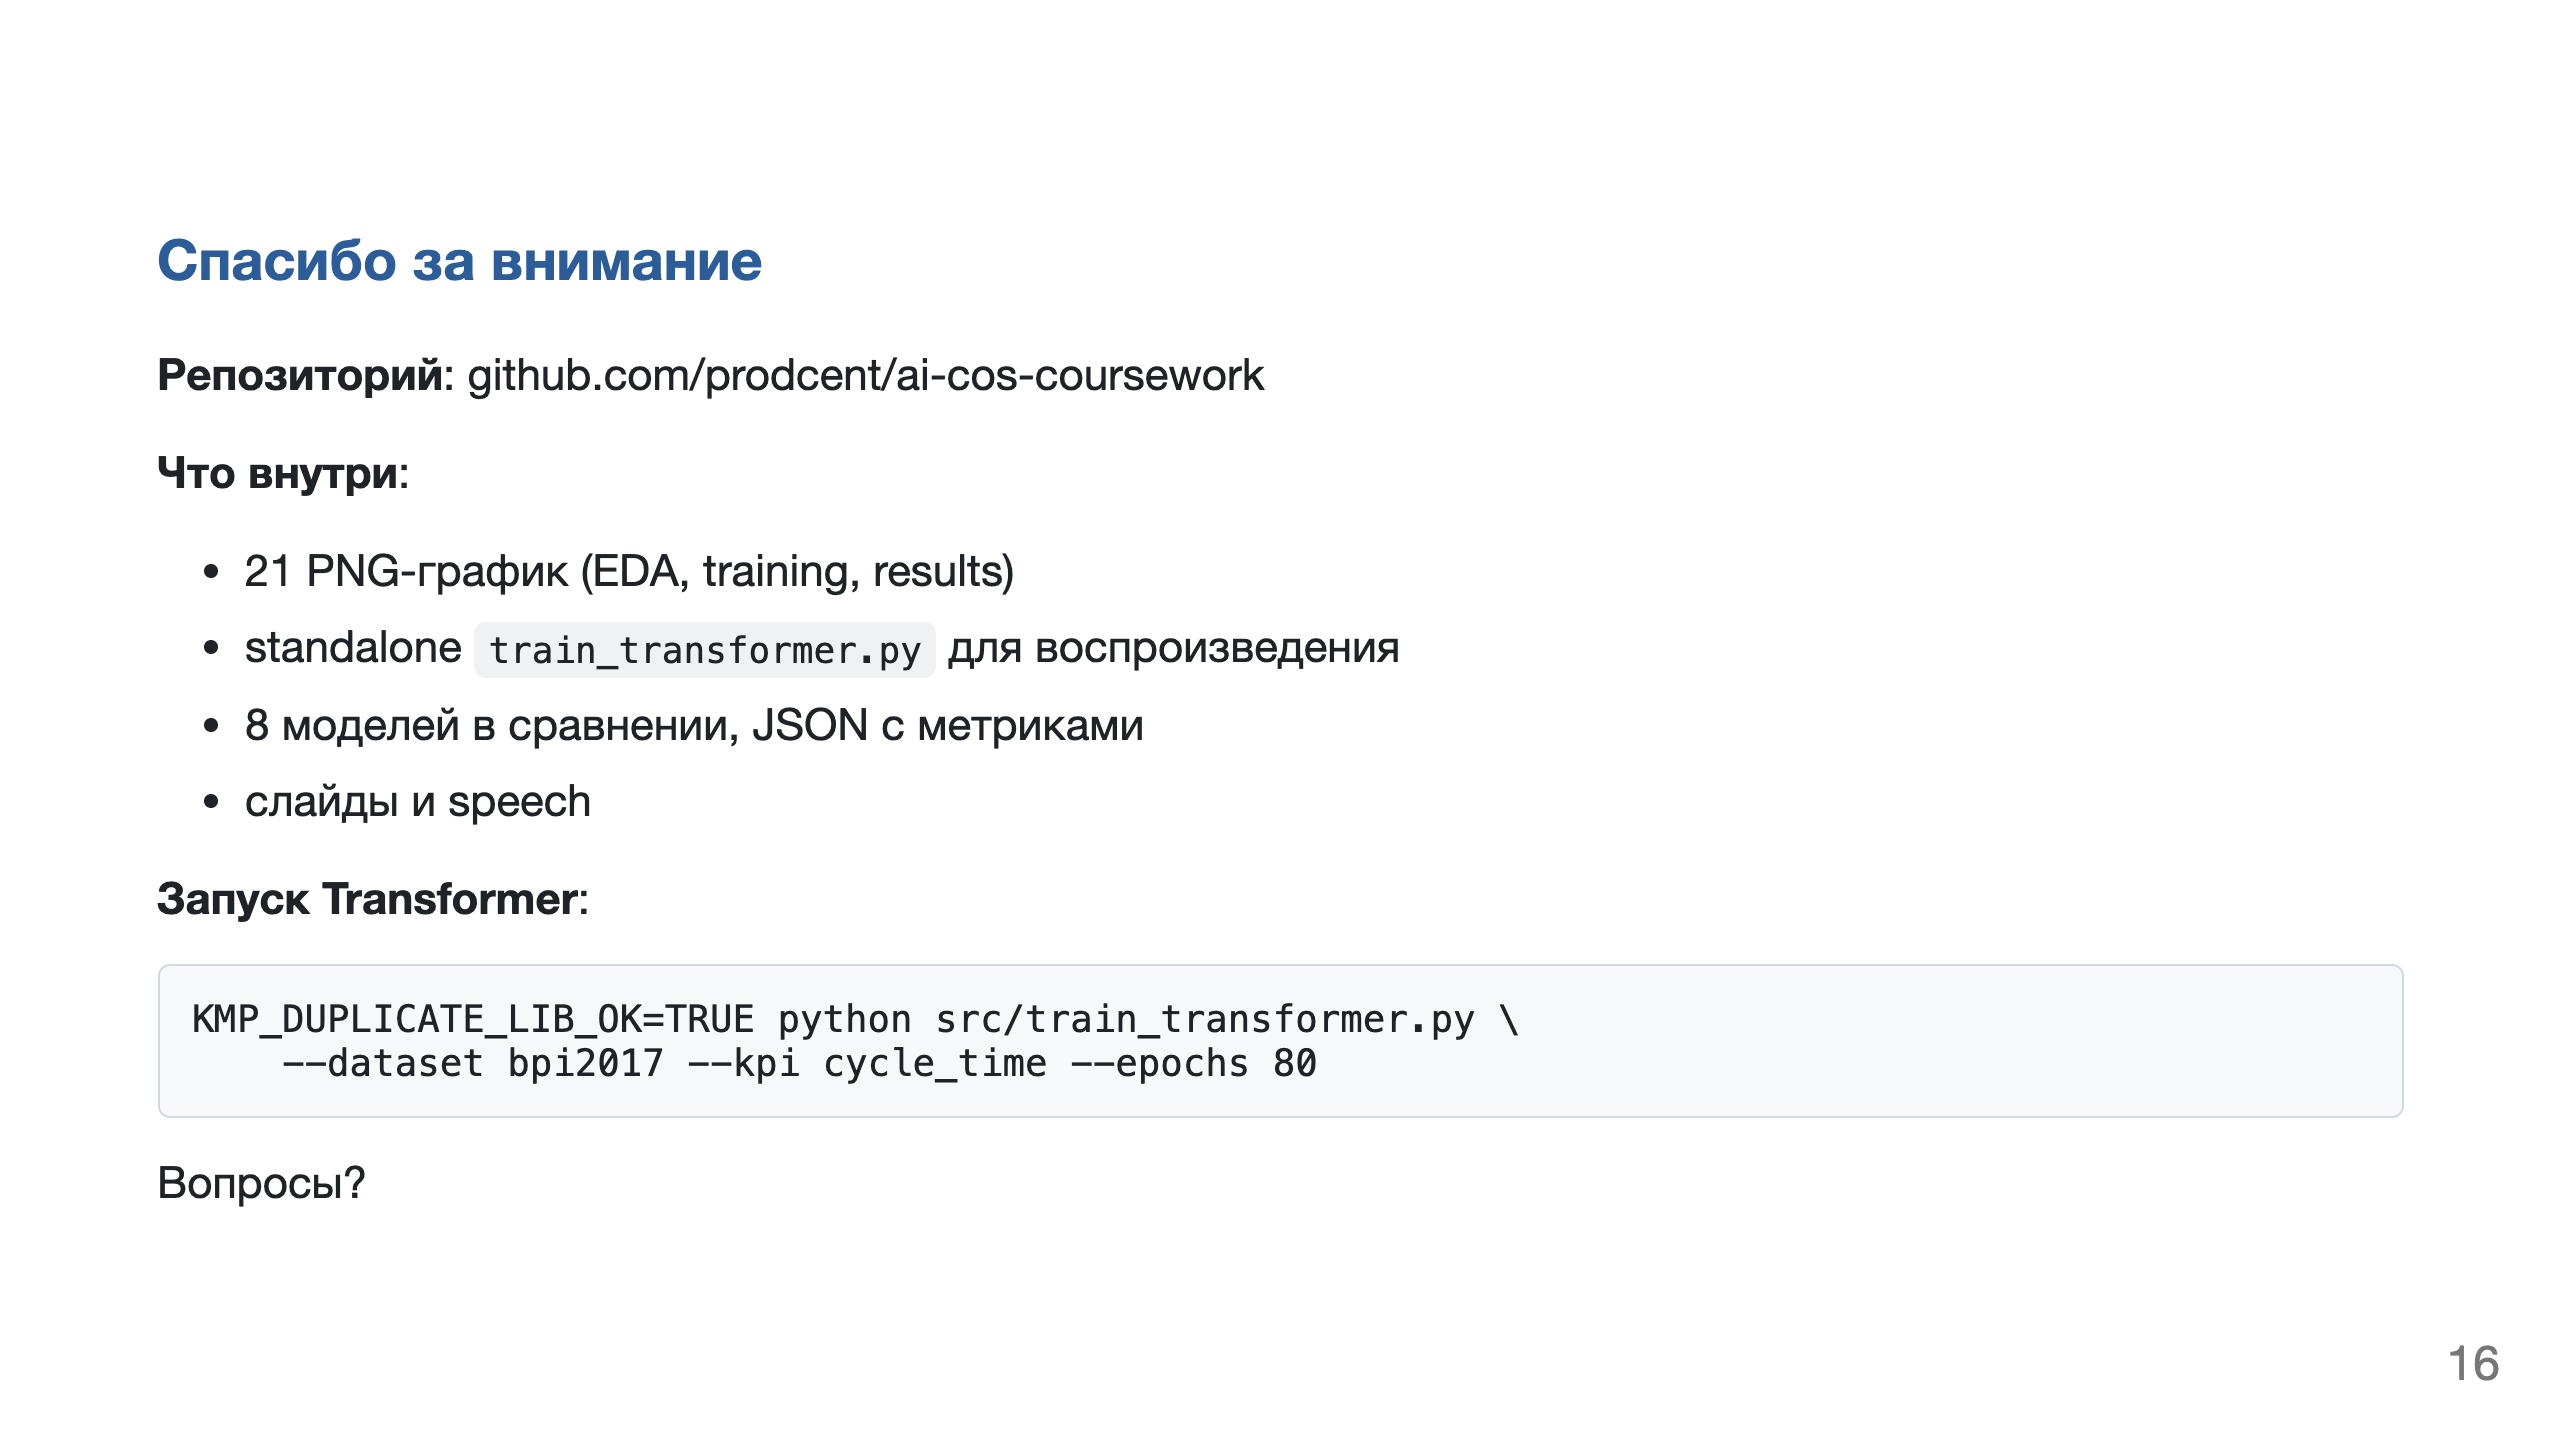 Спасибо за внимание
Репозиторий: github.com/prodcent/ai-cos-coursework
Что внутри:
• 21 PNG-график (EDA, training, results)
• standalone train_transformer.py для воспроизведения
• 8 моделей в сравнении, JSON с метриками
• слайды и speech
Запуск Transformer:
KMP_DUPLICATE_LIB_OK=TRUE python src/train_transformer.py \
    --dataset bpi2017 --kpi cycle_time --epochs 80
Вопросы?
16